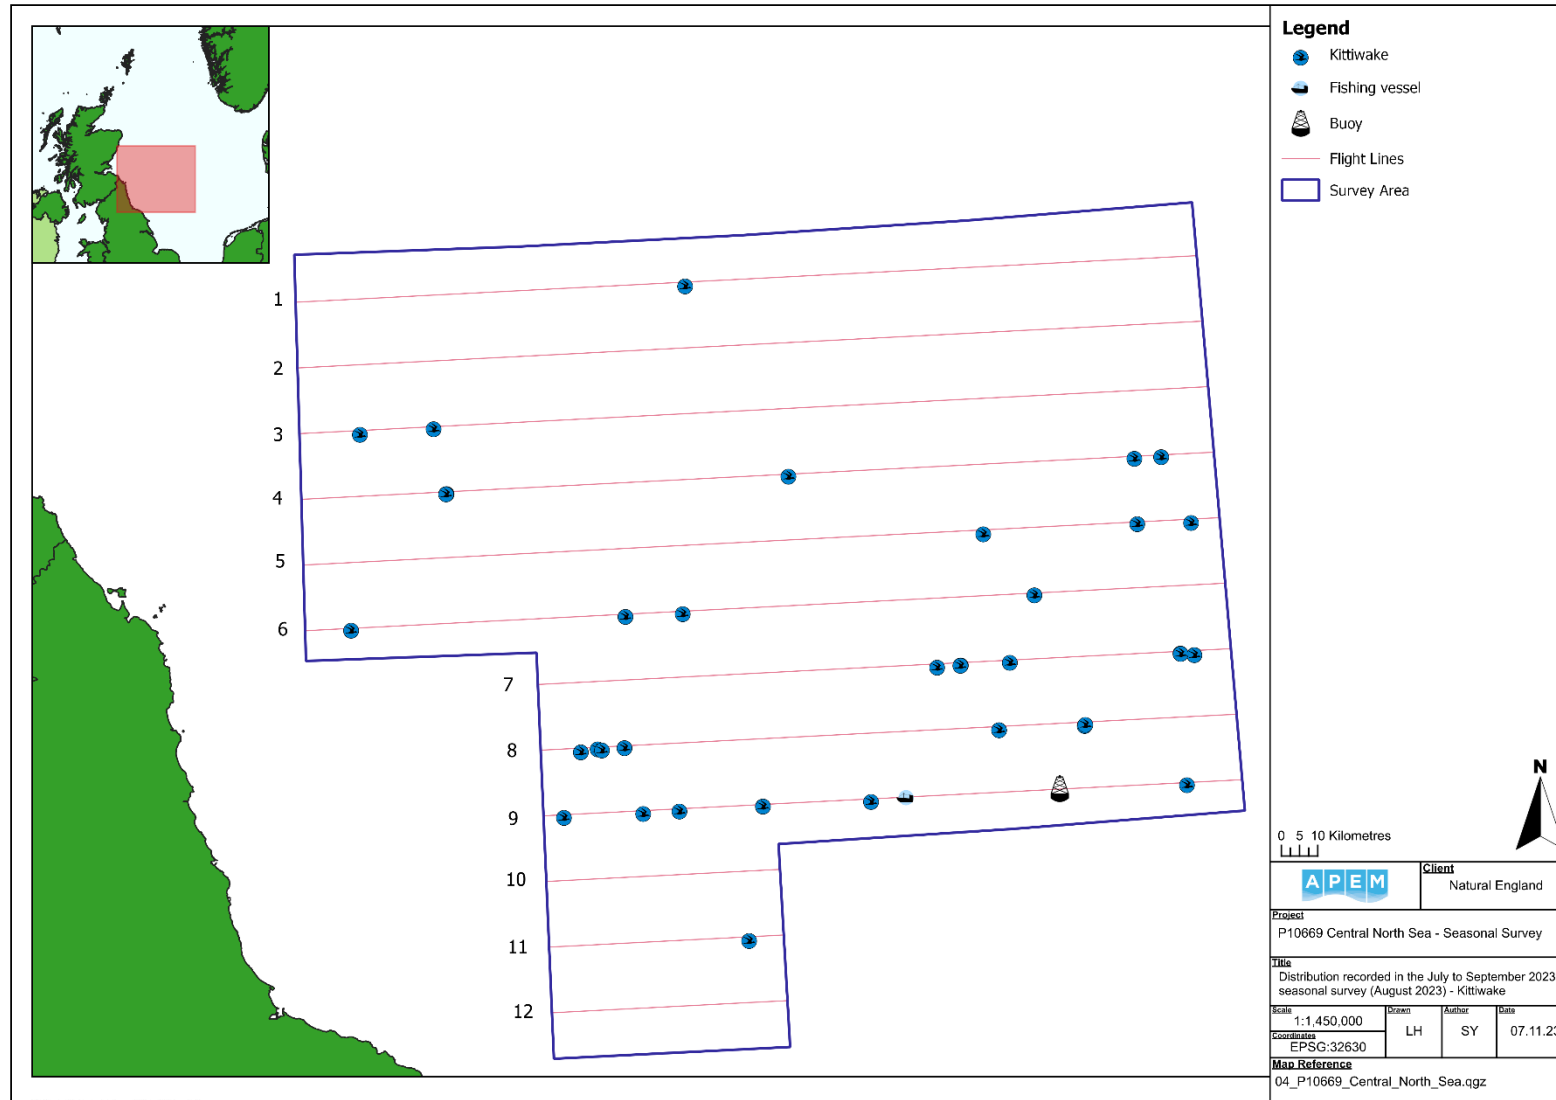 Legend
Kittiwake
Fishing vessel
Buoy
Flight Lines
Survey Area
1
2
3
4
5
6
7
8
9
10
11
12
N
0 5 10 Kilometres
APEM
Client
Natural England
Project
P10669 Central North Sea - Seasonal Survey
Title
Distribution recorded in the July to September 2023
seasonal survey (August 2023) - Kittiwake
Scale
1:1,450,000
Coordinates
EPSG:32630
Drawn
LH
Author
SY
Date
07.11.23
Map Reference
04_P10669_Central_North_Sea.qgz